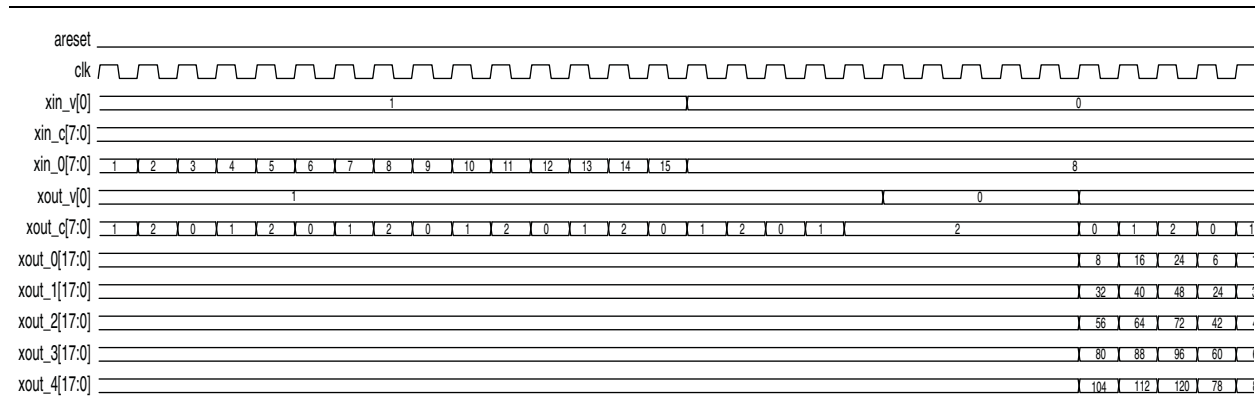 areset
clk
xin_v[0] 1 0
xin_c[7:0]
xin_0[7:0] 1 2 3 4 5 6 7 8 9 10 11 12 13 14 15 8
xout_v[0] 1 0
xout_c[7:0] 1 2 0 1 2 0 1 2 0 1 2 0 1 2 0 1 2 0 1 2 0 1 2 0 1
xout_0[17:0] 8 16 24 6
xout_1[17:0] 32 40 48 24
xout_2[17:0] 56 64 72 42
xout_3[17:0] 80 88 96 60
xout_4[17:0] 104 112 120 78